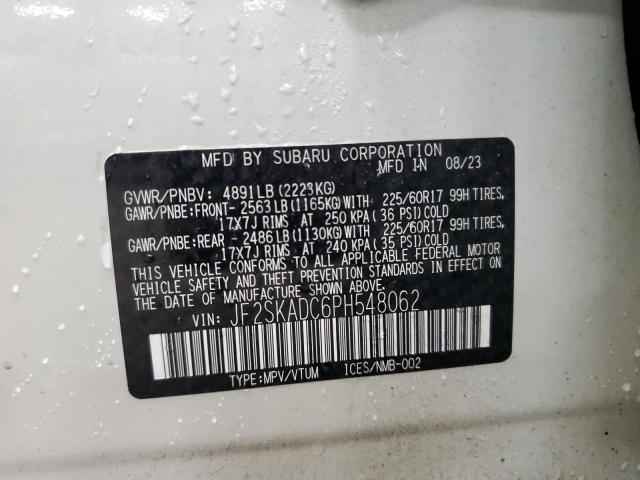 MFD BY SUBARU CORPORATION
MFD IN 08/23
GVWR/PNBV: 4891LB(2223KG)
GAWR/PNBE:FRONT- 2563LB(1165KG)WITH 225/60R17 99H TIRES,
17X7J RIMS AT 250 KPA(36 PSI)COLD
GAWR/PNBE:REAR - 2486LB(1130KG)WITH 225/60R17 99H TIRES,
17X7J RIMS AT 240 KPA(35 PSI)COLD
THIS VEHICLE CONFORMS TO ALL APPLICABLE FEDERAL MOTOR
VEHICLE SAFETY AND THEFT PREVENTION STANDARDS IN EFFECT
ON THE DATE OF MANUFACTURE SHOWN ABOVE.
VIN: JF2SKADC6PH548062
TYPE:MPV/VTUM ICES/NMB-002